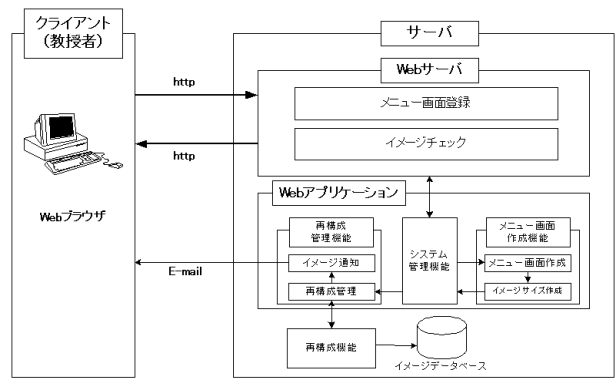 クライアント
(教授者)
サーバ
Webサーバ
http
メニュー画面登録
イメージチェック
http
Webブラウザ
Webアプリケーション
再構成
管理機能
システム
管理機能
メニュー画面
作成機能
イメージ通知
メニュー画面作成
E-mail
再構成管理
イメージサイズ作成
再構成機能
イメージデータベース